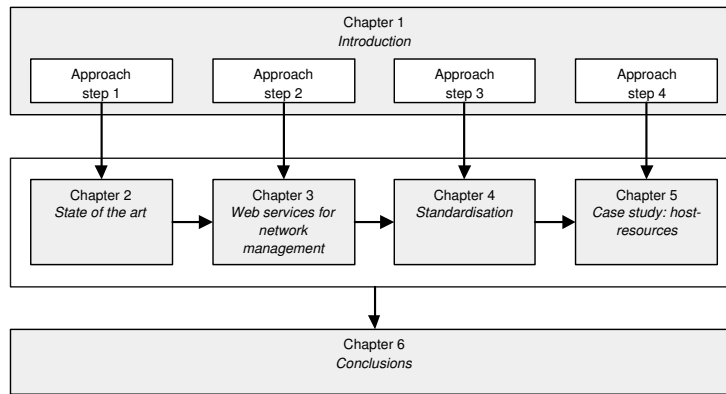 Chapter 1
Introduction
Approach
step 1
Approach
step 2
Approach
step 3
Approach
step 4
Chapter 2
State of the art
Chapter 3
Web services for
network
management
Chapter 4
Standardisation
Chapter 5
Case study: host-
resources
Chapter 6
Conclusions